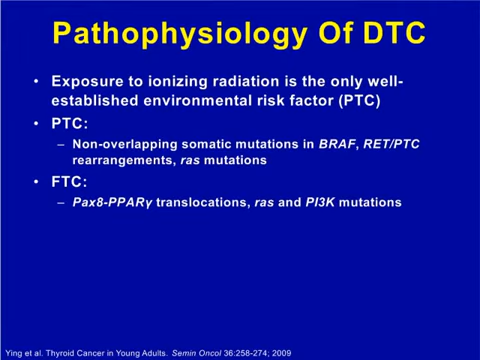 Pathophysiology Of DTC
• Exposure to ionizing radiation is the only well-
established environmental risk factor (PTC)
• PTC:
– Non-overlapping somatic mutations in BRAF, RET/PTC
rearrangements, ras mutations
• FTC:
– Pax8-PPARγ translocations, ras and PI3K mutations
Ying et al. Thyroid Cancer in Young Adults. Semin Oncol 36:258-274; 2009